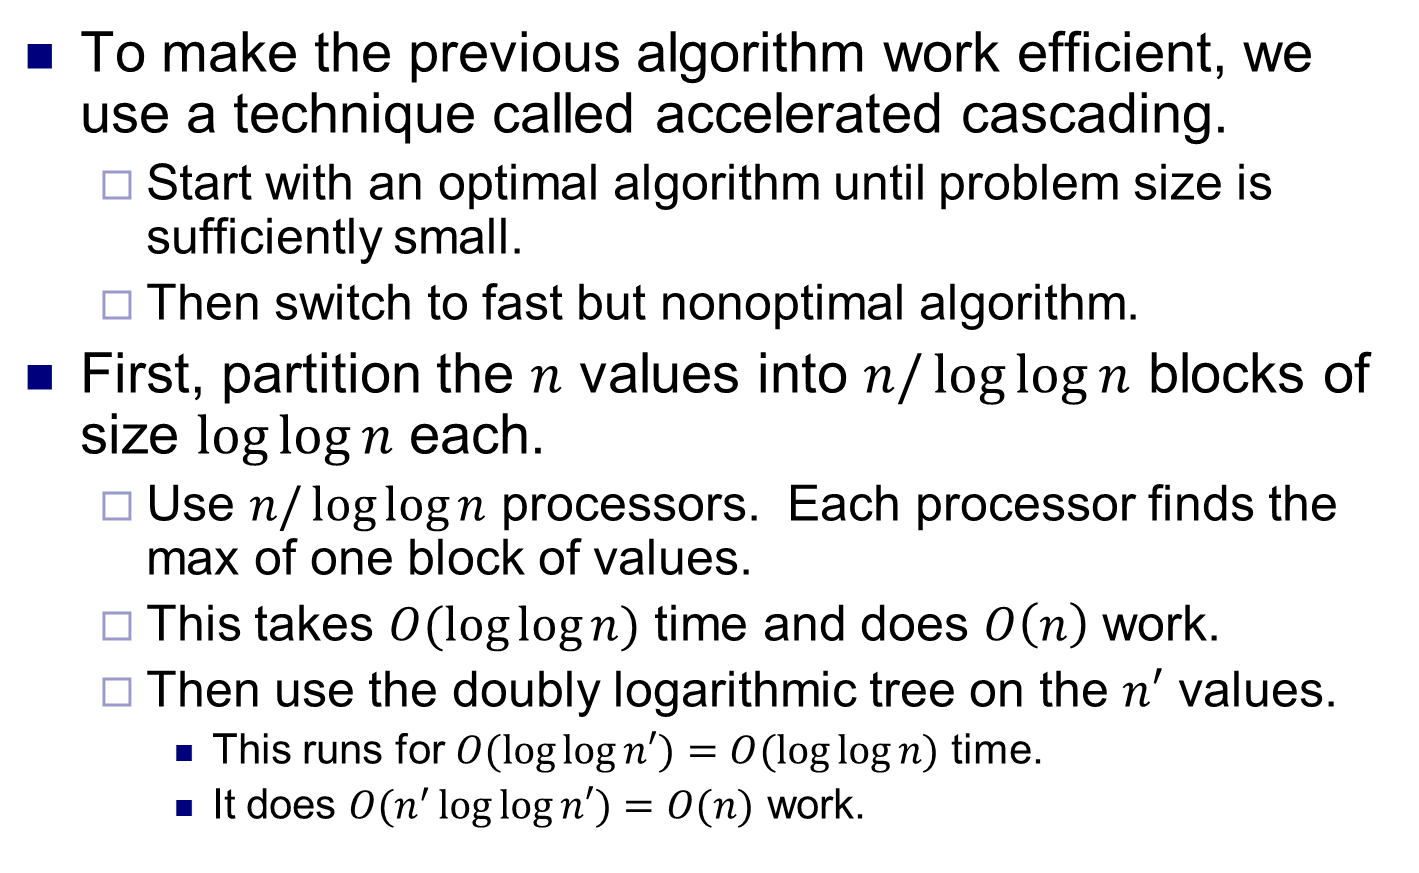 To make the previous algorithm work efficient, we
use a technique called accelerated cascading.
Start with an optimal algorithm until problem size is
sufficiently small.
Then switch to fast but nonoptimal algorithm.
First, partition the n values into n/ log log n blocks of
size log log n each.
Use n/ log log n processors.  Each processor finds the
max of one block of values.
This takes O(log log n) time and does O(n) work.
Then use the doubly logarithmic tree on the n′ values.
This runs for O(log log n′) = O(log log n) time.
It does O(n′ log log n′) = O(n) work.